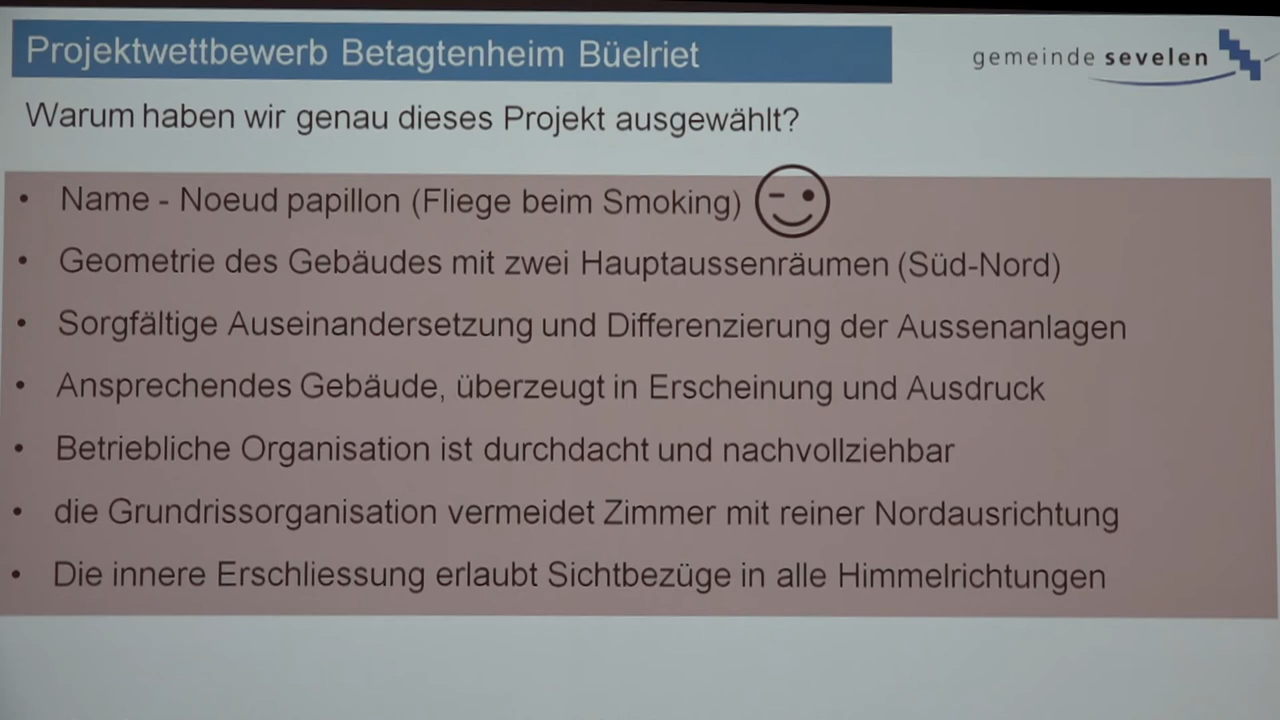 Projektwettbewerb Betagtenheim Büelriet
gemeinde sevelen
Warum haben wir genau dieses Projekt ausgewählt?
• Name - Noeud papillon (Fliege beim Smoking)
• Geometrie des Gebäudes mit zwei Hauptaussenräumen (Süd-Nord)
• Sorgfältige Auseinandersetzung und Differenzierung der Aussenanlagen
• Ansprechendes Gebäude, überzeugt in Erscheinung und Ausdruck
• Betriebliche Organisation ist durchdacht und nachvollziehbar
• die Grundrissorganisation vermeidet Zimmer mit reiner Nordausrichtung
• Die innere Erschliessung erlaubt Sichtbezüge in alle Himmelrichtungen